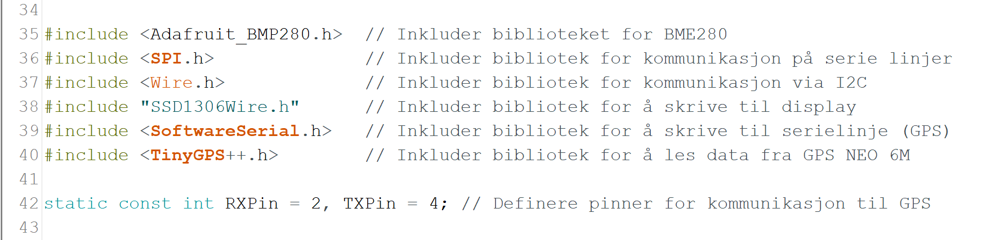 34
35 #include <Adafruit_BMP280.h>  // Inkluder biblioteket for BME280
36 #include <SPI.h>              // Inkluder bibliotek for kommunikasjon på serie linjer
37 #include <Wire.h>             // Inkluder bibliotek for kommunikasjon via I2C
38 #include "SSD1306Wire.h"      // Inkluder bibliotek for å skrive til display
39 #include <SoftwareSerial.h>   // Inkluder bibliotek for å skrive til serielinje (GPS)
40 #include <TinyGPS++.h>        // Inkluder bibliotek for å les data fra GPS NEO 6M
41
42 static const int RXPin = 2, TXPin = 4; // Definere pinner for kommunikasjon til GPS
43